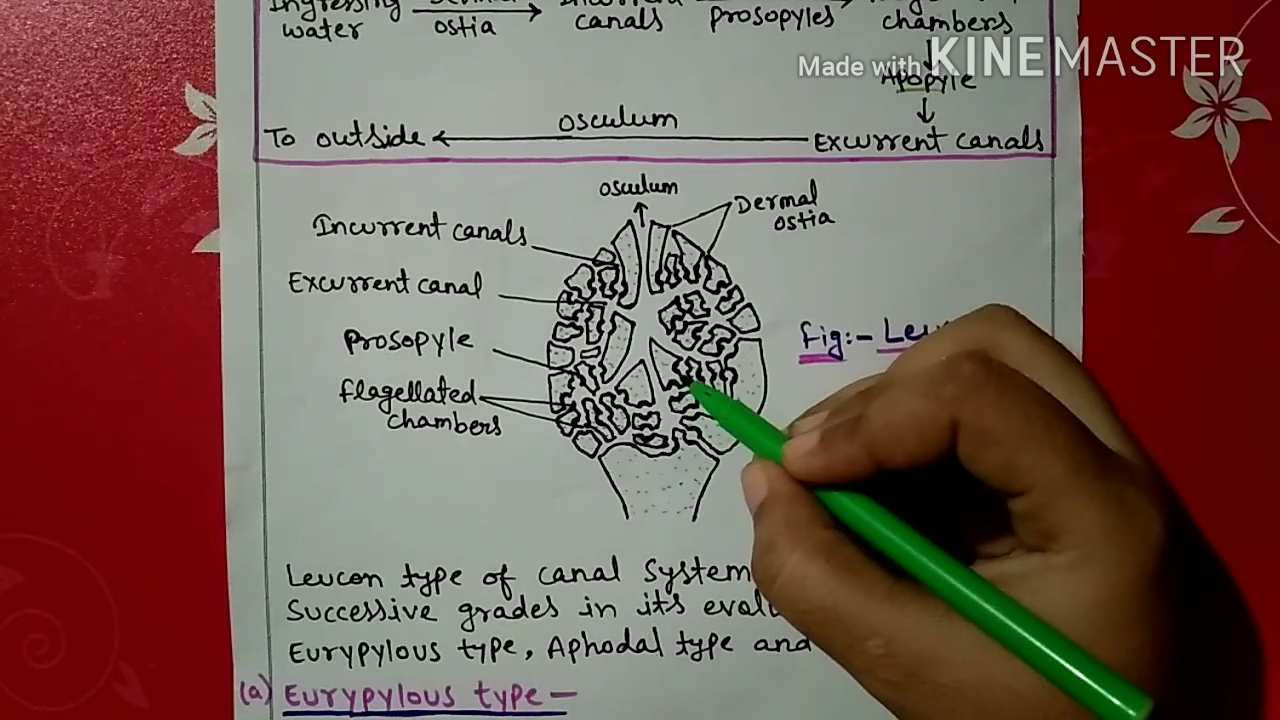 Ingressing
water
ostia
canals
prosopyles
chambers
Made with KINEMASTER
Apopyle
To outside
osculum
Excurrent canals
osculum
Dermal
ostia
Incurrent canals
Excurrent canal
Prosopyle
flagellated
chambers
Fig:-
Leucon type of canal System
Successive grades in its
Eurypylous type, Aphodal type and
(a) Eurypylous type -